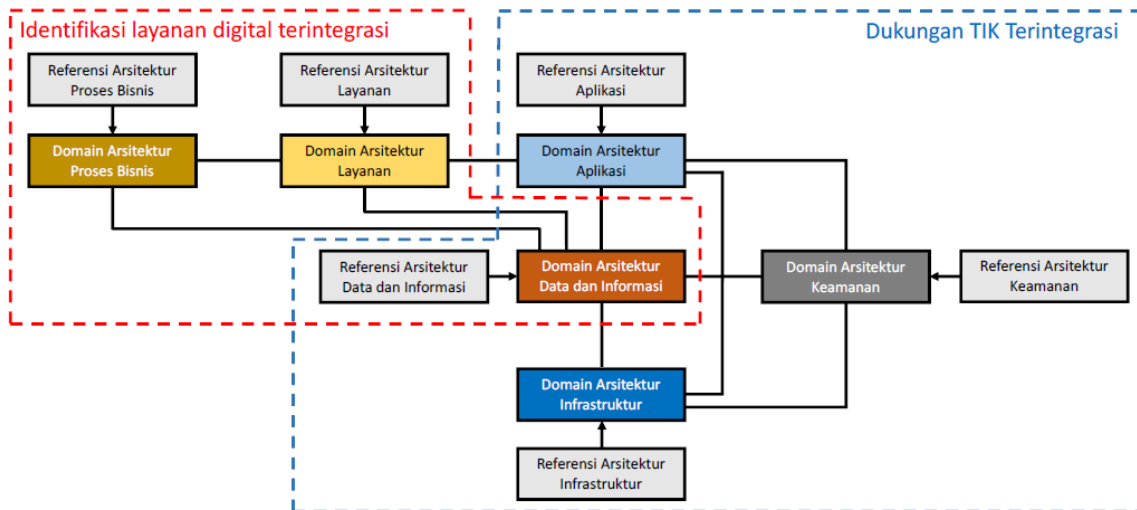 Identifikasi layanan digital terintegrasi
Dukungan TIK Terintegrasi
Referensi Arsitektur
Proses Bisnis
Referensi Arsitektur
Layanan
Referensi Arsitektur
Aplikasi
Domain Arsitektur
Proses Bisnis
Domain Arsitektur
Layanan
Domain Arsitektur
Aplikasi
Referensi Arsitektur
Data dan Informasi
Domain Arsitektur
Data dan Informasi
Domain Arsitektur
Keamanan
Referensi Arsitektur
Keamanan
Domain Arsitektur
Infrastruktur
Referensi Arsitektur
Infrastruktur